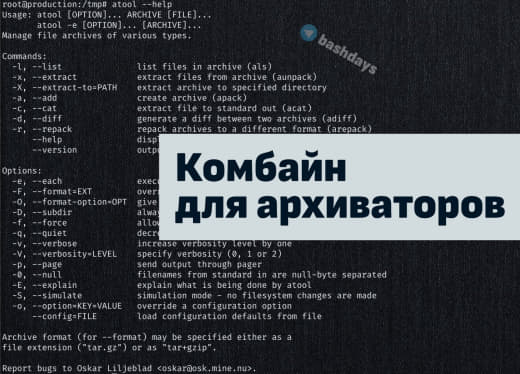 root@production:/tmp# atool --help
Usage: atool [OPTION]... ARCHIVE [FILE]...
atool -e [OPTION]... [ARCHIVE]...
Manage file archives of various types.
bashdays
Commands:
-l, --list list files in archive (als)
-x, --extract extract files from archive (aunpack)
-X, --extract-to=PATH extract archive to specified directory
-a, --add create archive (apack)
-c, --cat extract file to standard out (acat)
-d, --diff generate a diff between two archives (adiff)
-r, --repack repack archives to a different format (arepack)
--help
--version
Комбайн
для архиваторов
Options:
-e, --each
-F, --format=EXT
-O, --format-option=OPT give
-D, --subdir
-f, --force
-q, --quiet
-v, --verbose increase verbosity level by one
-V, --verbosity=LEVEL specify verbosity (0, 1 or 2)
-p, --page send output through pager
-0, --null filenames from standard in are null-byte separated
-E, --explain explain what is being done by atool
-S, --simulate simulation mode - no filesystem changes are made
-o, --option=KEY=VALUE override a configuration option
--config=FILE load configuration defaults from file
Archive format (for --format) may be specified either as a
file extension ("tar.gz") or as "tar+gzip".
Report bugs to Oskar Liljeblad <oskar@osk.mine.nu>.